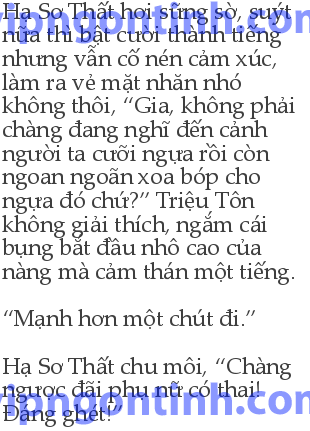 Hạ Sơ Thất hơi sững sờ, suýt
nữa thì bật cười thành tiếng
nhưng vẫn cố nén cảm xúc,
làm ra vẻ mặt nhăn nhó
không thôi, “Gia, không phải
chàng đang nghĩ đến cảnh
người ta cưỡi ngựa rồi còn
ngoan ngoãn xoa bóp cho
ngựa đó chứ?” Triệu Tôn
không giải thích, ngắm cái
bụng bắt đầu nhô cao của
nàng mà cảm thán một tiếng.
“Mạnh hơn một chút đi.”
Hạ Sơ Thất chu môi, “Chàng
ngược đãi phụ nữ có thai!
vipngontinh.com
Đáng ghét!”